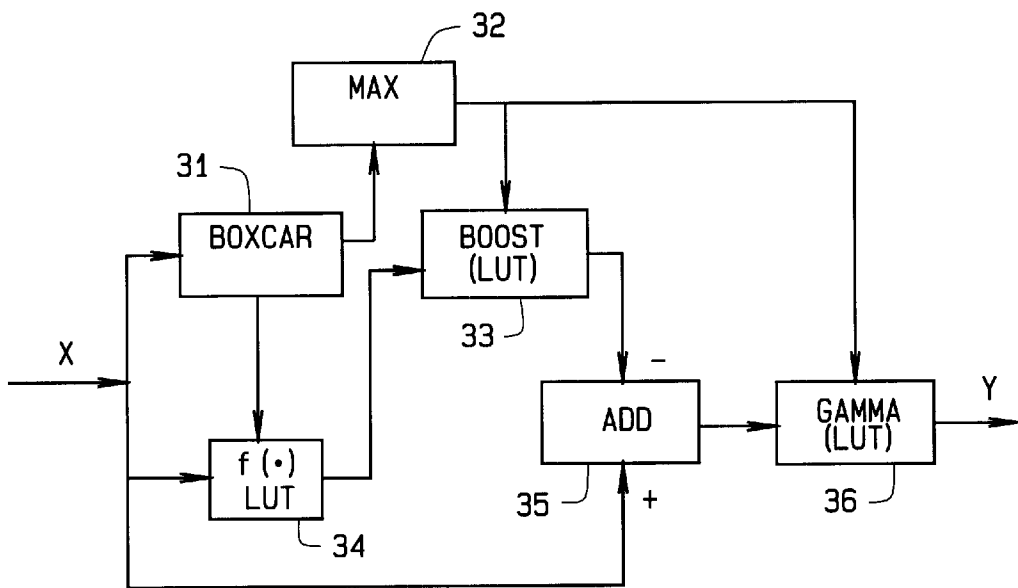 32
MAX
31
BOXCAR
BOOST
(LUT)
33
X
-
Y
ADD
GAMMA
(LUT)
f (•)
LUT
35
+
36
34